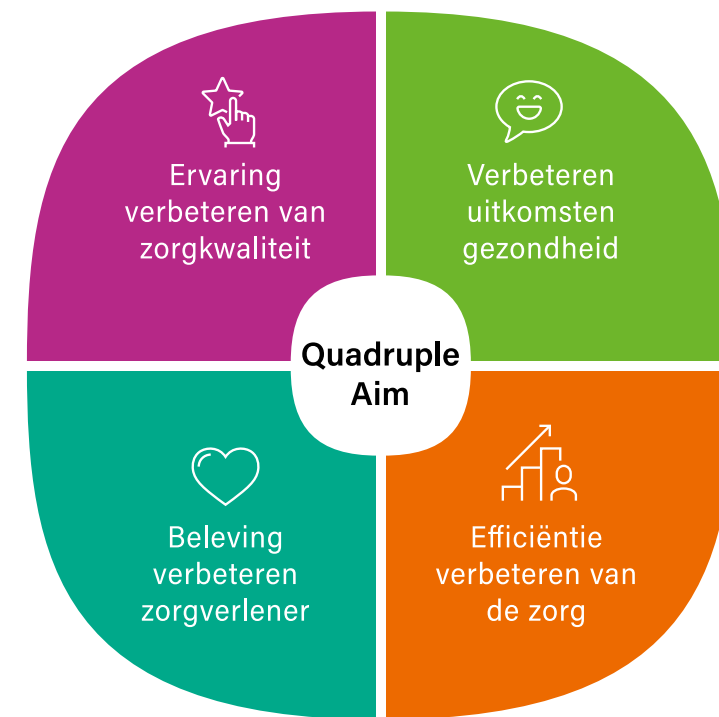 Ervaring
verbeteren van
zorgkwaliteit
Verbeteren
uitkomsten
gezondheid
Quadruple
Aim
Beleving
verbeteren
zorgverlener
Efficiëntie
verbeteren van
de zorg